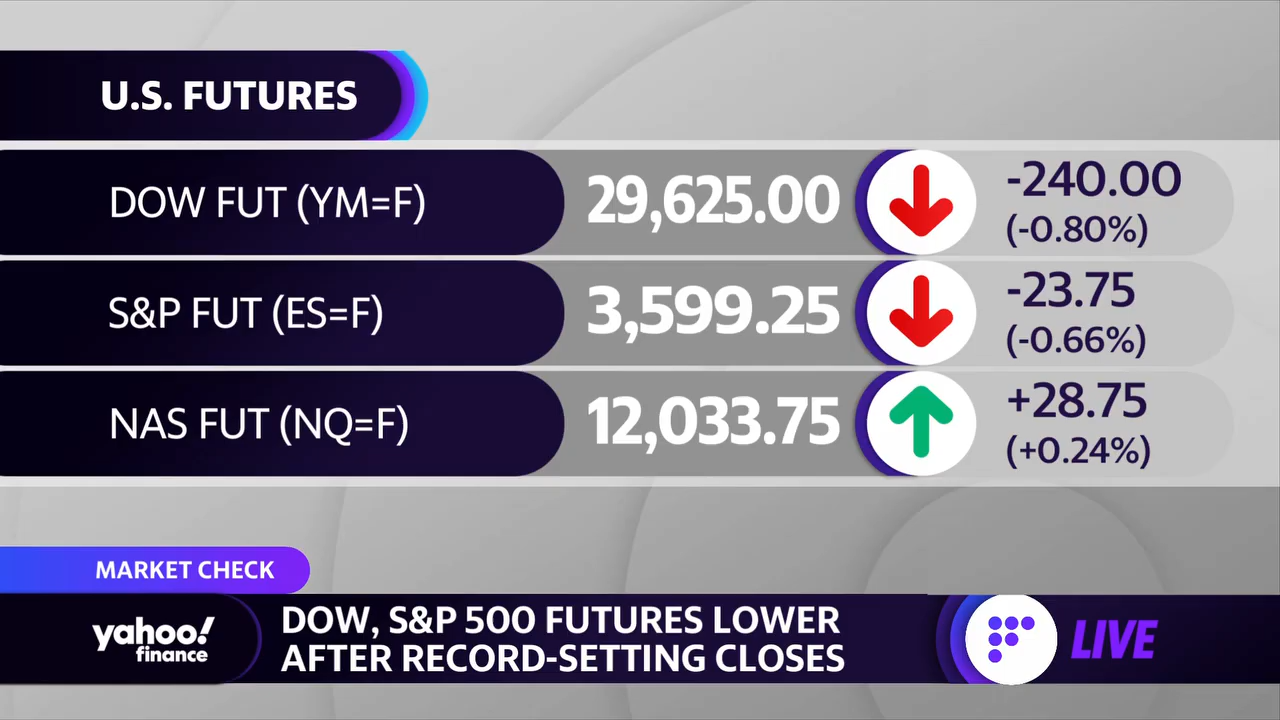 U.S. FUTURES
DOW FUT (YM=F) 29,625.00 -240.00
(-0.80%)
S&P FUT (ES=F) 3,599.25 -23.75
(-0.66%)
NAS FUT (NQ=F) 12,033.75 +28.75
(+0.24%)
MARKET CHECK
yahoo!
finance
DOW, S&P 500 FUTURES LOWER
AFTER RECORD-SETTING CLOSES
LIVE